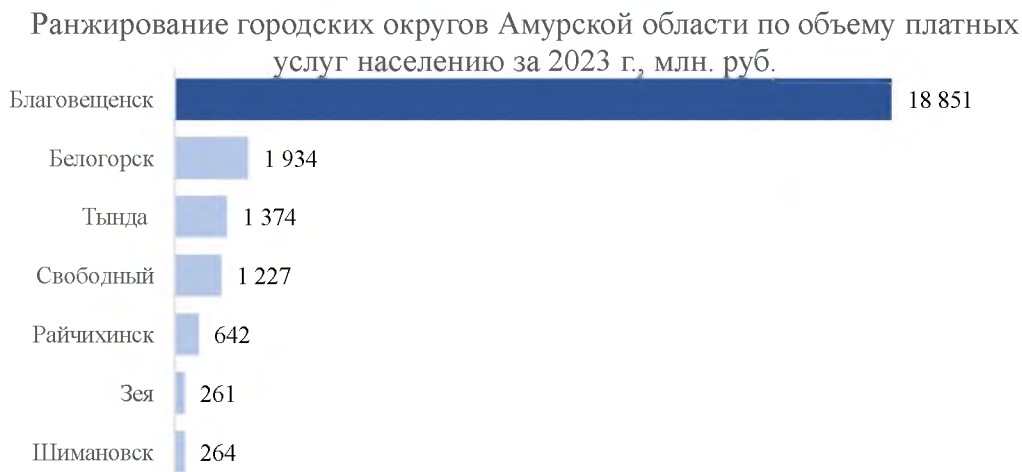 Ранжирование городских округов Амурской области по объему платных
услуг населению за 2023 г., млн. руб.
Благовещенск 18 851
Белогорск 1 934
Тында 1 374
Свободный 1 227
Райчихинск 642
Зея 261
Шимановск 264